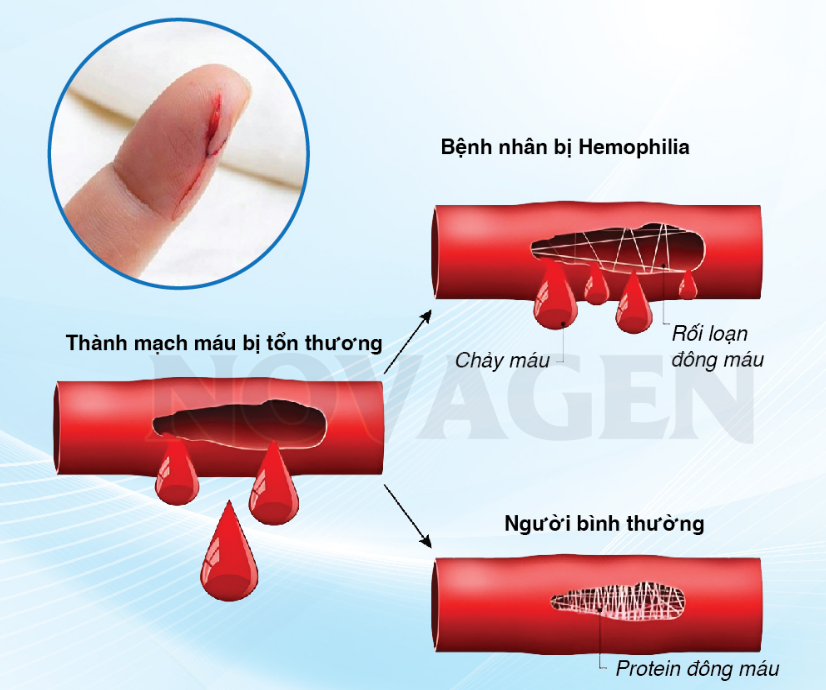 Bệnh nhân bị Hemophilia
Thành mạch máu bị tổn thương
Chảy máu
Rối loạn
đông máu
NOVAGEN
Người bình thường
Protein đông máu